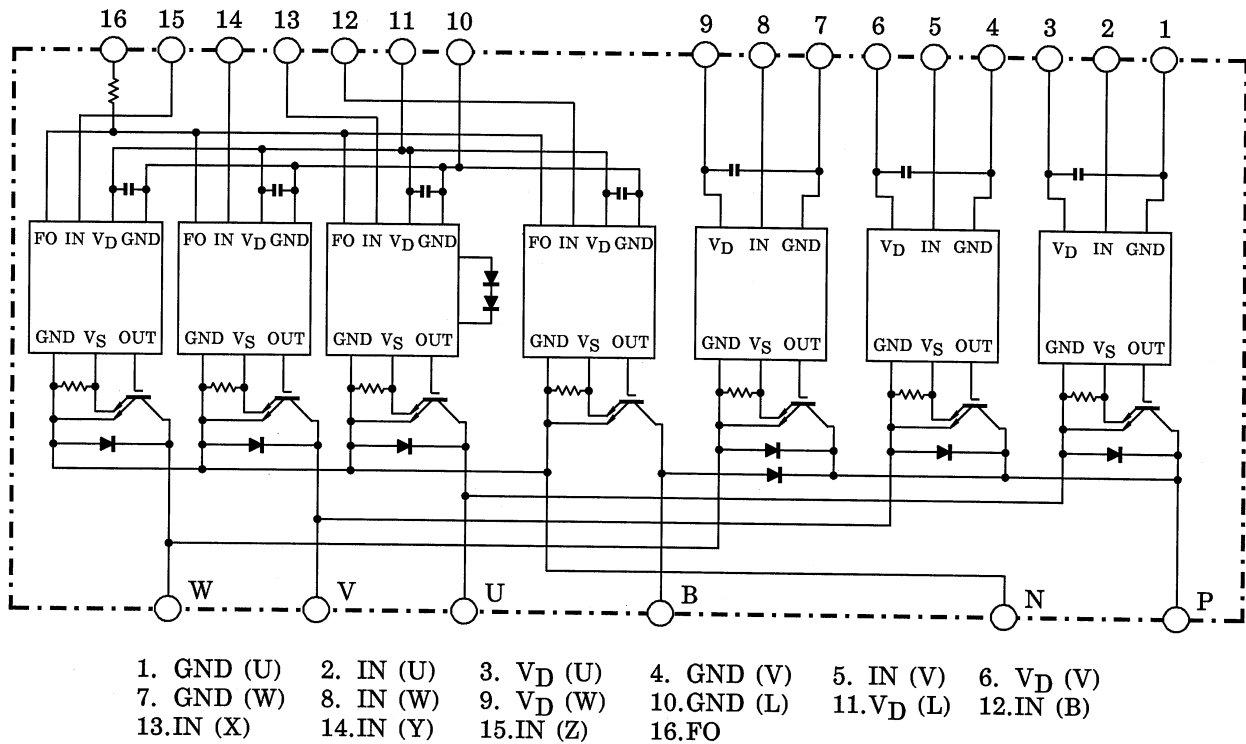 16 15 14 13 12 11 10 9 8 7 6 5 4 3 2 1
FO IN VD GND FO IN VD GND FO IN VD GND FO IN VD GND VD IN GND VD IN GND VD IN GND
GND VS OUT GND VS OUT GND VS OUT GND VS OUT GND VS OUT GND VS OUT GND VS OUT
W V U B N P
1. GND (U) 2. IN (U) 3. VD (U) 4. GND (V) 5. IN (V) 6. VD (V)
7. GND (W) 8. IN (W) 9. VD (W) 10.GND (L) 11.VD (L) 12.IN (B)
13.IN (X) 14.IN (Y) 15.IN (Z) 16.FO